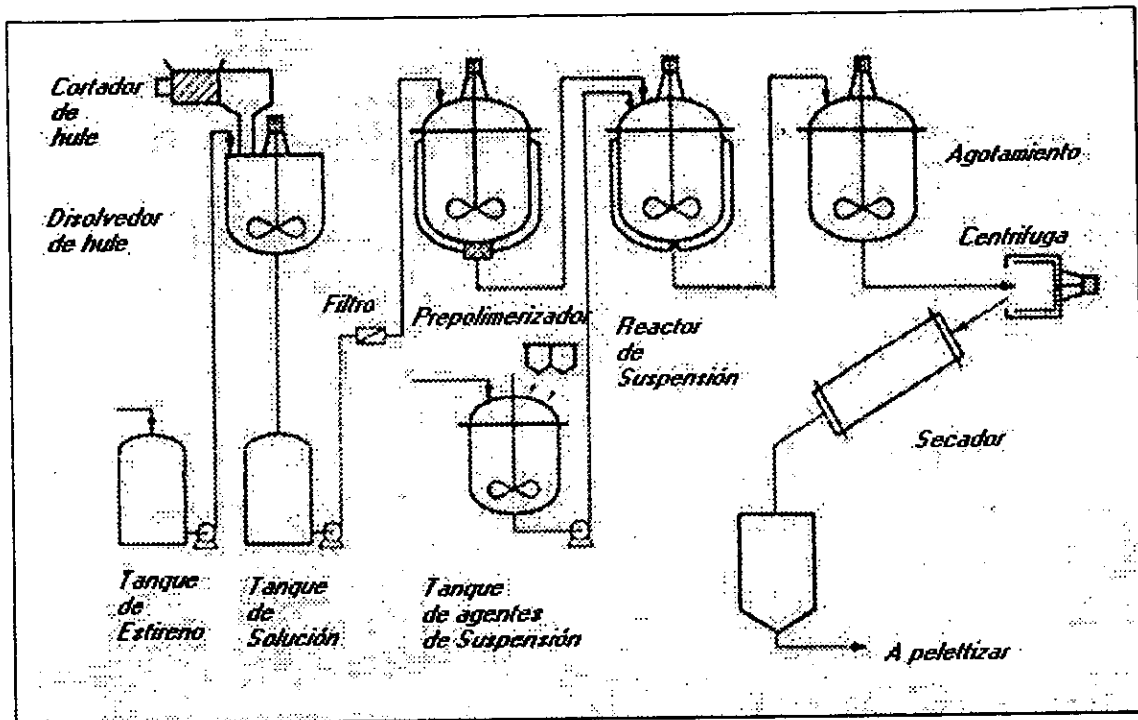 Cortador
de
hule
Disolvedor
de hule
Filtro
Prepolimerizador
Reactor
de
Suspensión
Agotamiento
Centrífuga
Secador
Tanque
de
Estireno
Tanque
de
Solución
Tanque
de agentes
de Suspensión
A pelettizar